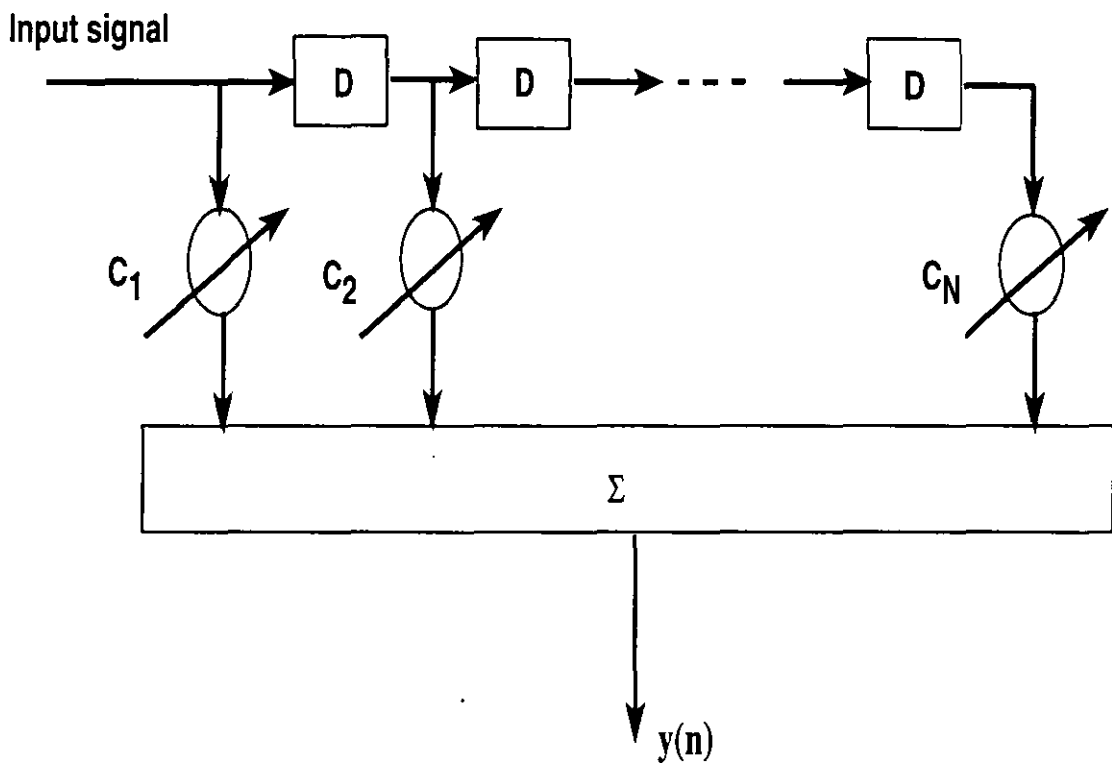 Input signal
D D - - - D
C1 C2 CN
Σ
y(n)